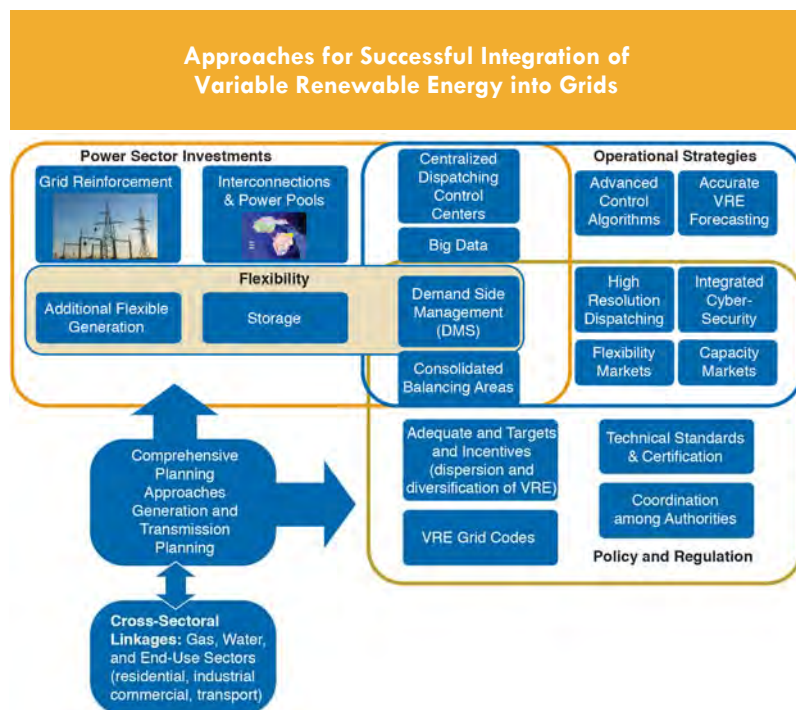 Approaches for Successful Integration of
Variable Renewable Energy into Grids
Power Sector Investments
Grid Reinforcement
Interconnections
& Power Pools
Centralized
Dispatching
Control
Centers
Big Data
Operational Strategies
Advanced
Control
Algorithms
Accurate
VRE
Forecasting
Flexibility
Additional Flexible
Generation
Storage
Demand Side
Management
(DMS)
Consolidated
Balancing Areas
High
Resolution
Dispatching
Integrated
Cyber-
Security
Flexibility
Markets
Capacity
Markets
Comprehensive
Planning
Approaches
Generation and
Transmission
Planning
Adequate and Targets
and Incentives
(dispersion and
diversification of VRE)
VRE Grid Codes
Technical Standards
& Certification
Coordination
among Authorities
Policy and Regulation
Cross-Sectoral
Linkages: Gas, Water,
and End-Use Sectors
(residential, industrial
commercial, transport)